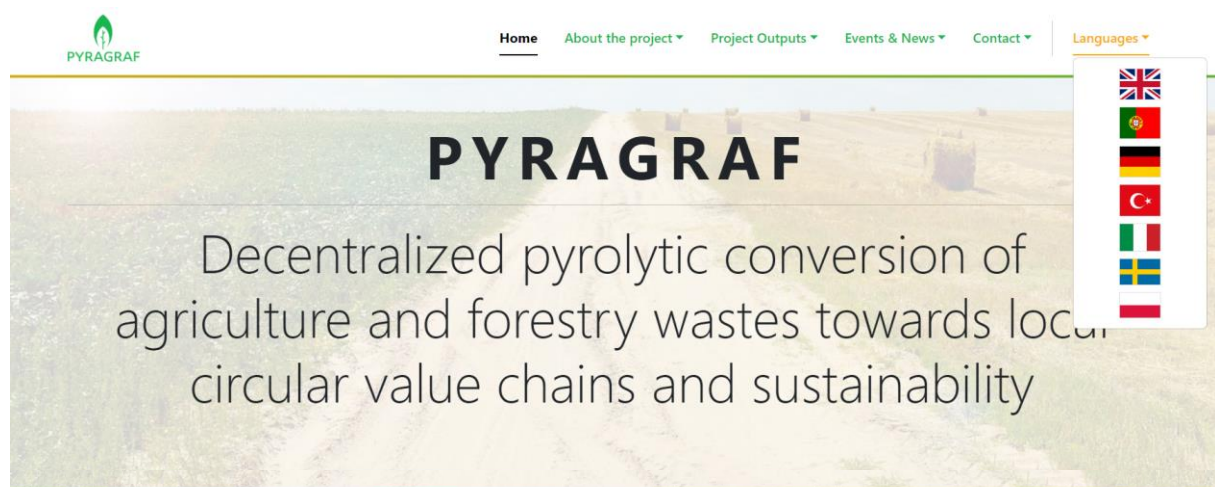 PYRAGRAF
Home About the project Project Outputs Events & News Contact Languages
PYRAGRAF
Decentralized pyrolytic conversion of
agriculture and forestry wastes towards local
circular value chains and sustainability